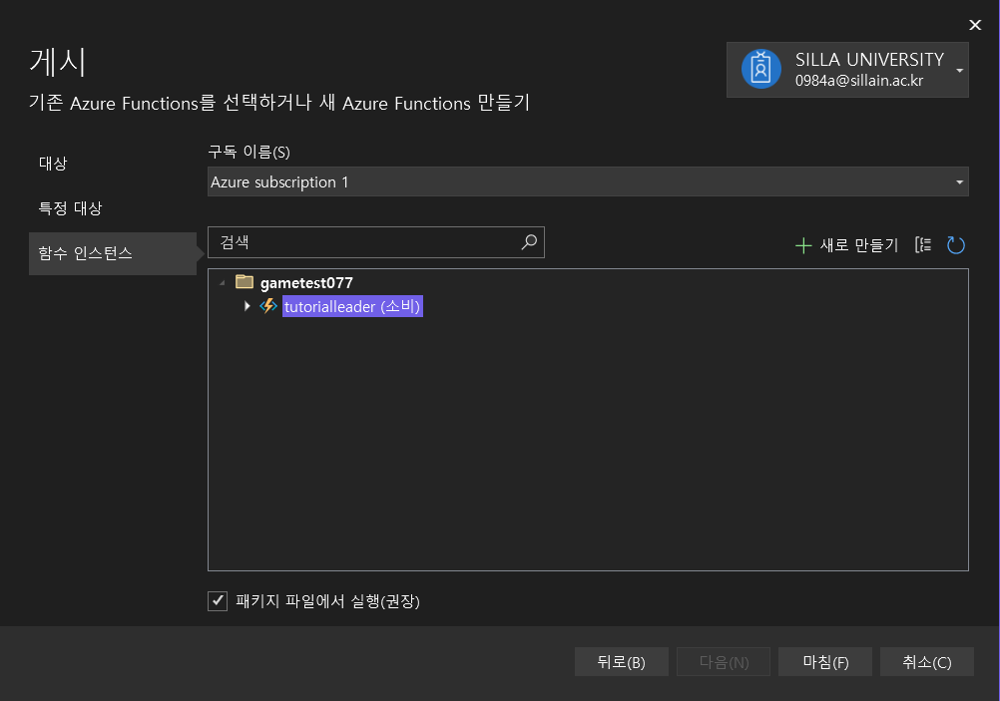 게시
SILLA UNIVERSITY
0984a@sillain.ac.kr
기존 Azure Functions를 선택하거나 새 Azure Functions 만들기
대상
특정 대상
함수 인스턴스
구독 이름(S)
Azure subscription 1
검색
새로 만들기
gametest077
tutorialleader (소비)
패키지 파일에서 실행(권장)
뒤로(B)
다음(N)
마침(F)
취소(C)